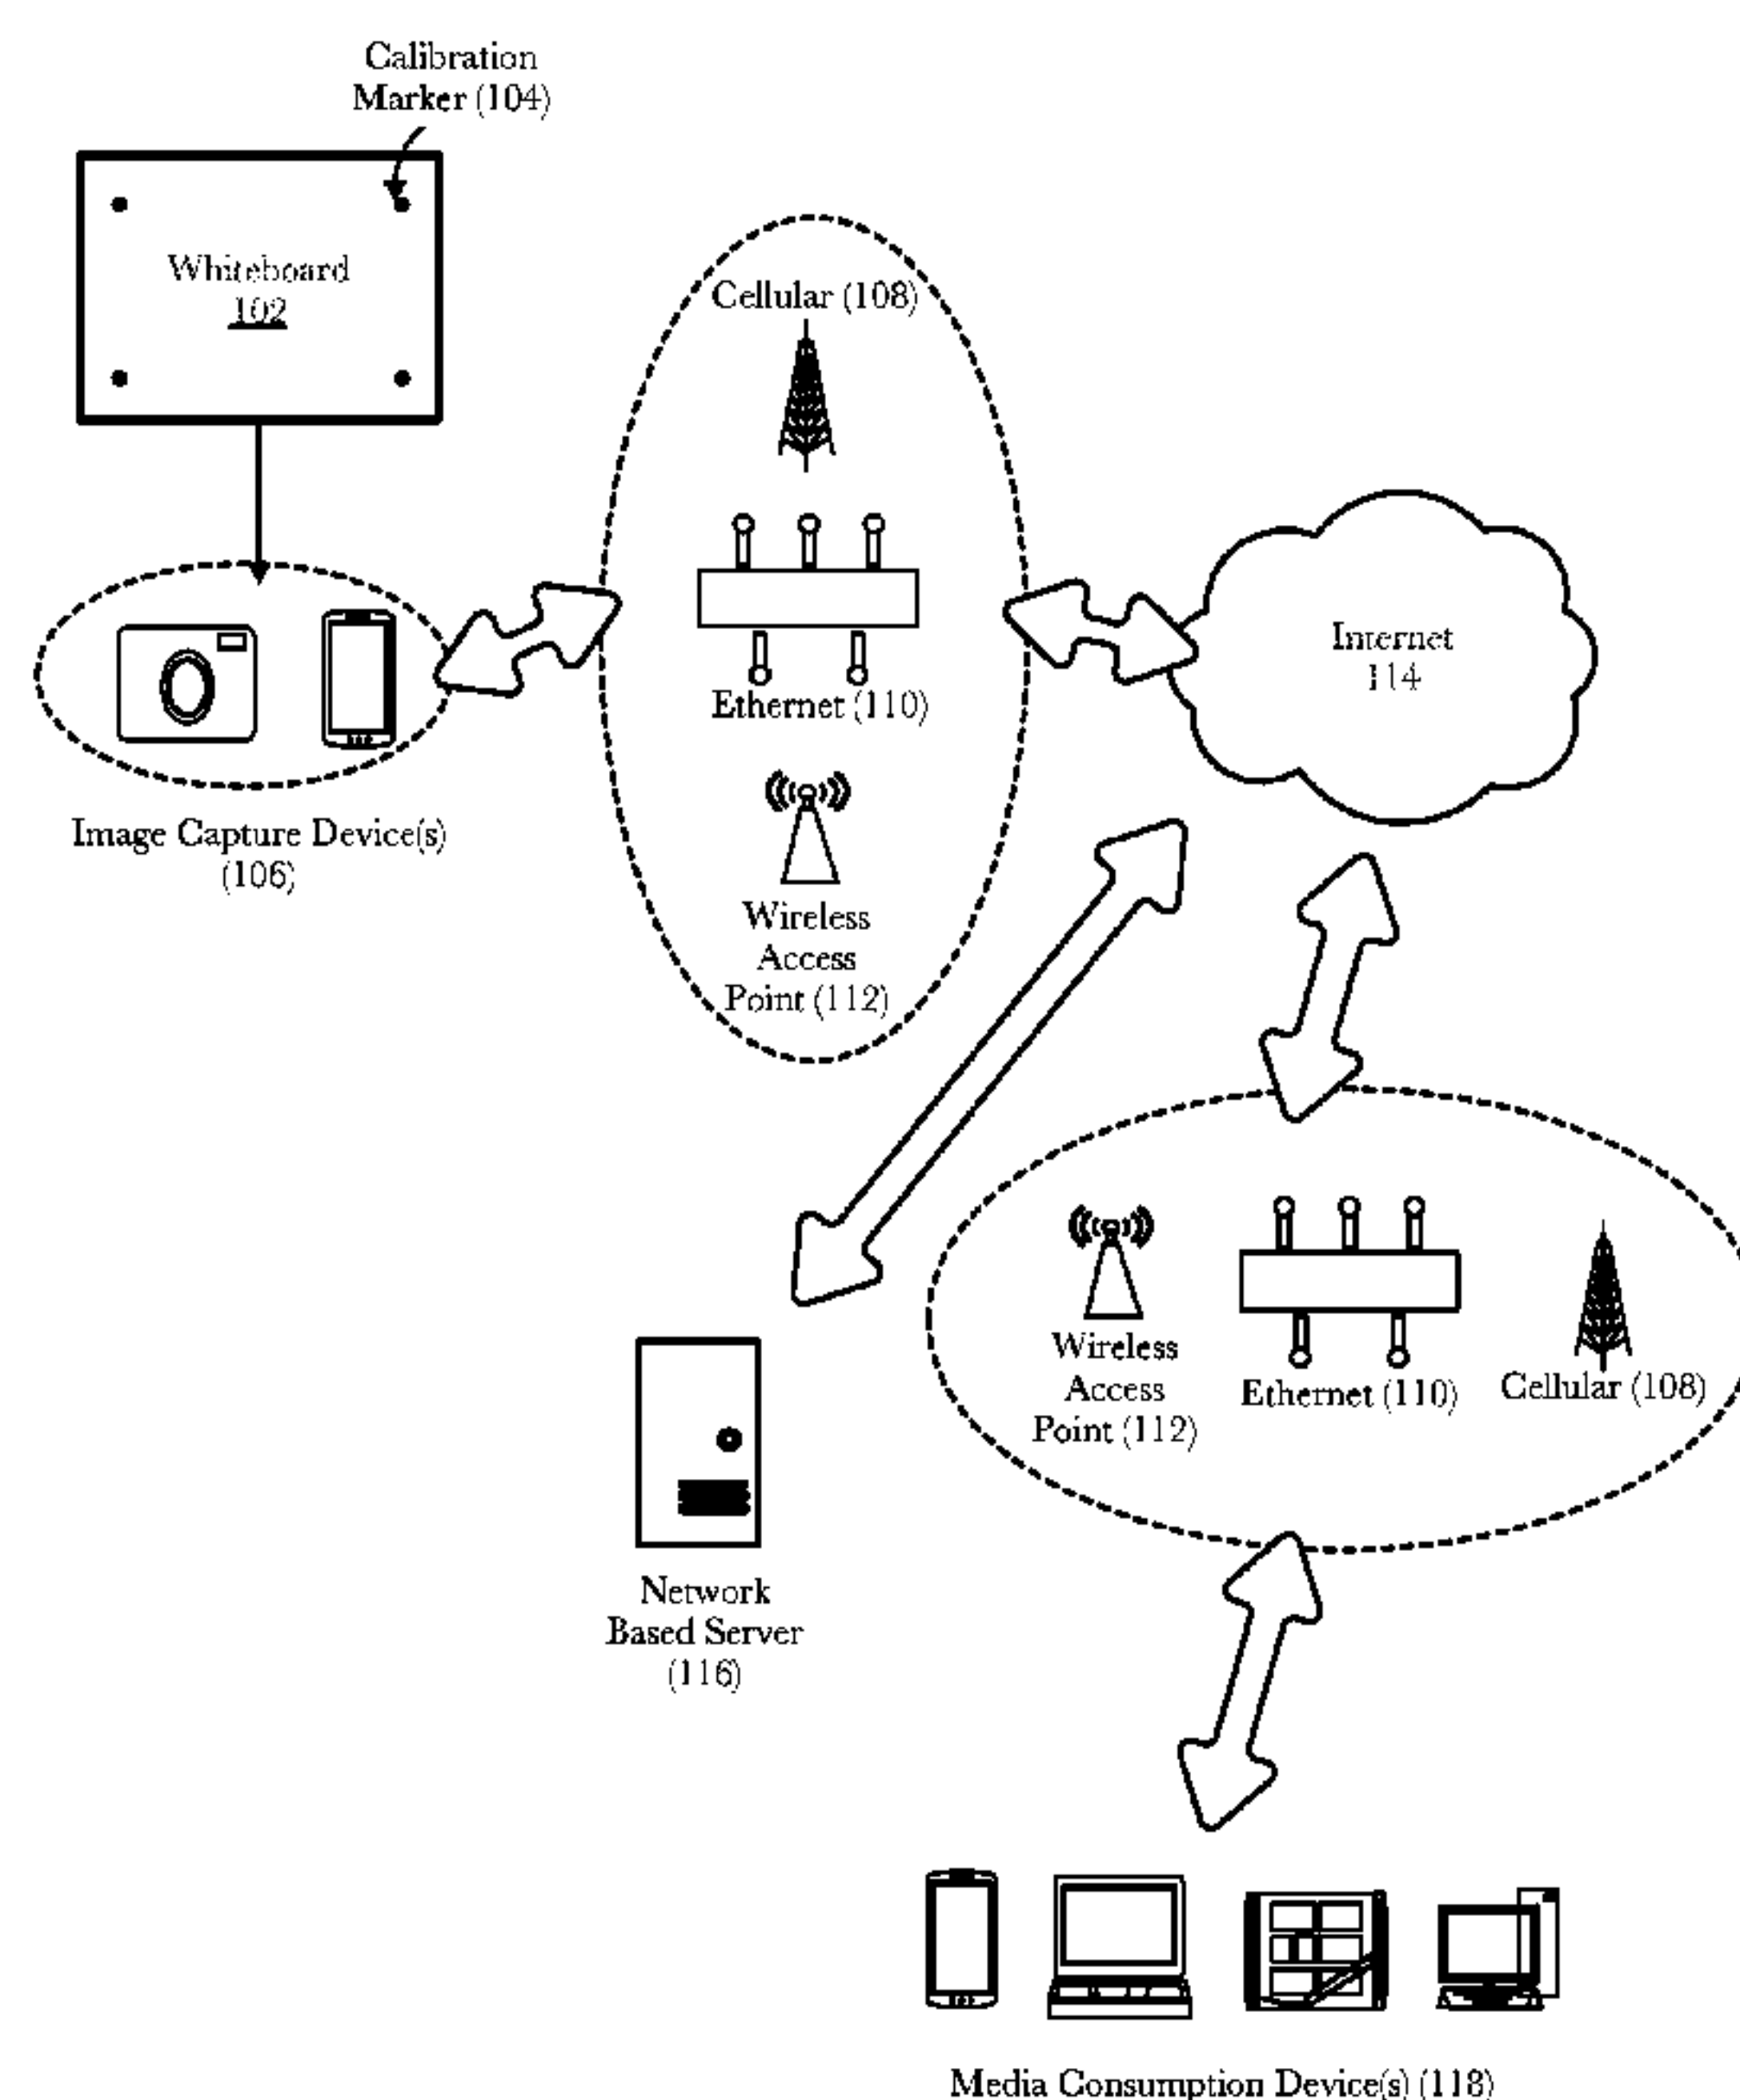 Calibration
Marker (104)
Whiteboard
102
Cellular (108)
Ethernet (110)
Wireless
Access
Point (112)
Internet
114
Image Capture Device(s)
(106)
Wireless
Access
Point (112)
Ethernet (110)
Cellular (108)
Network
Based Server
(116)
Media Consumption Device(s) (118)